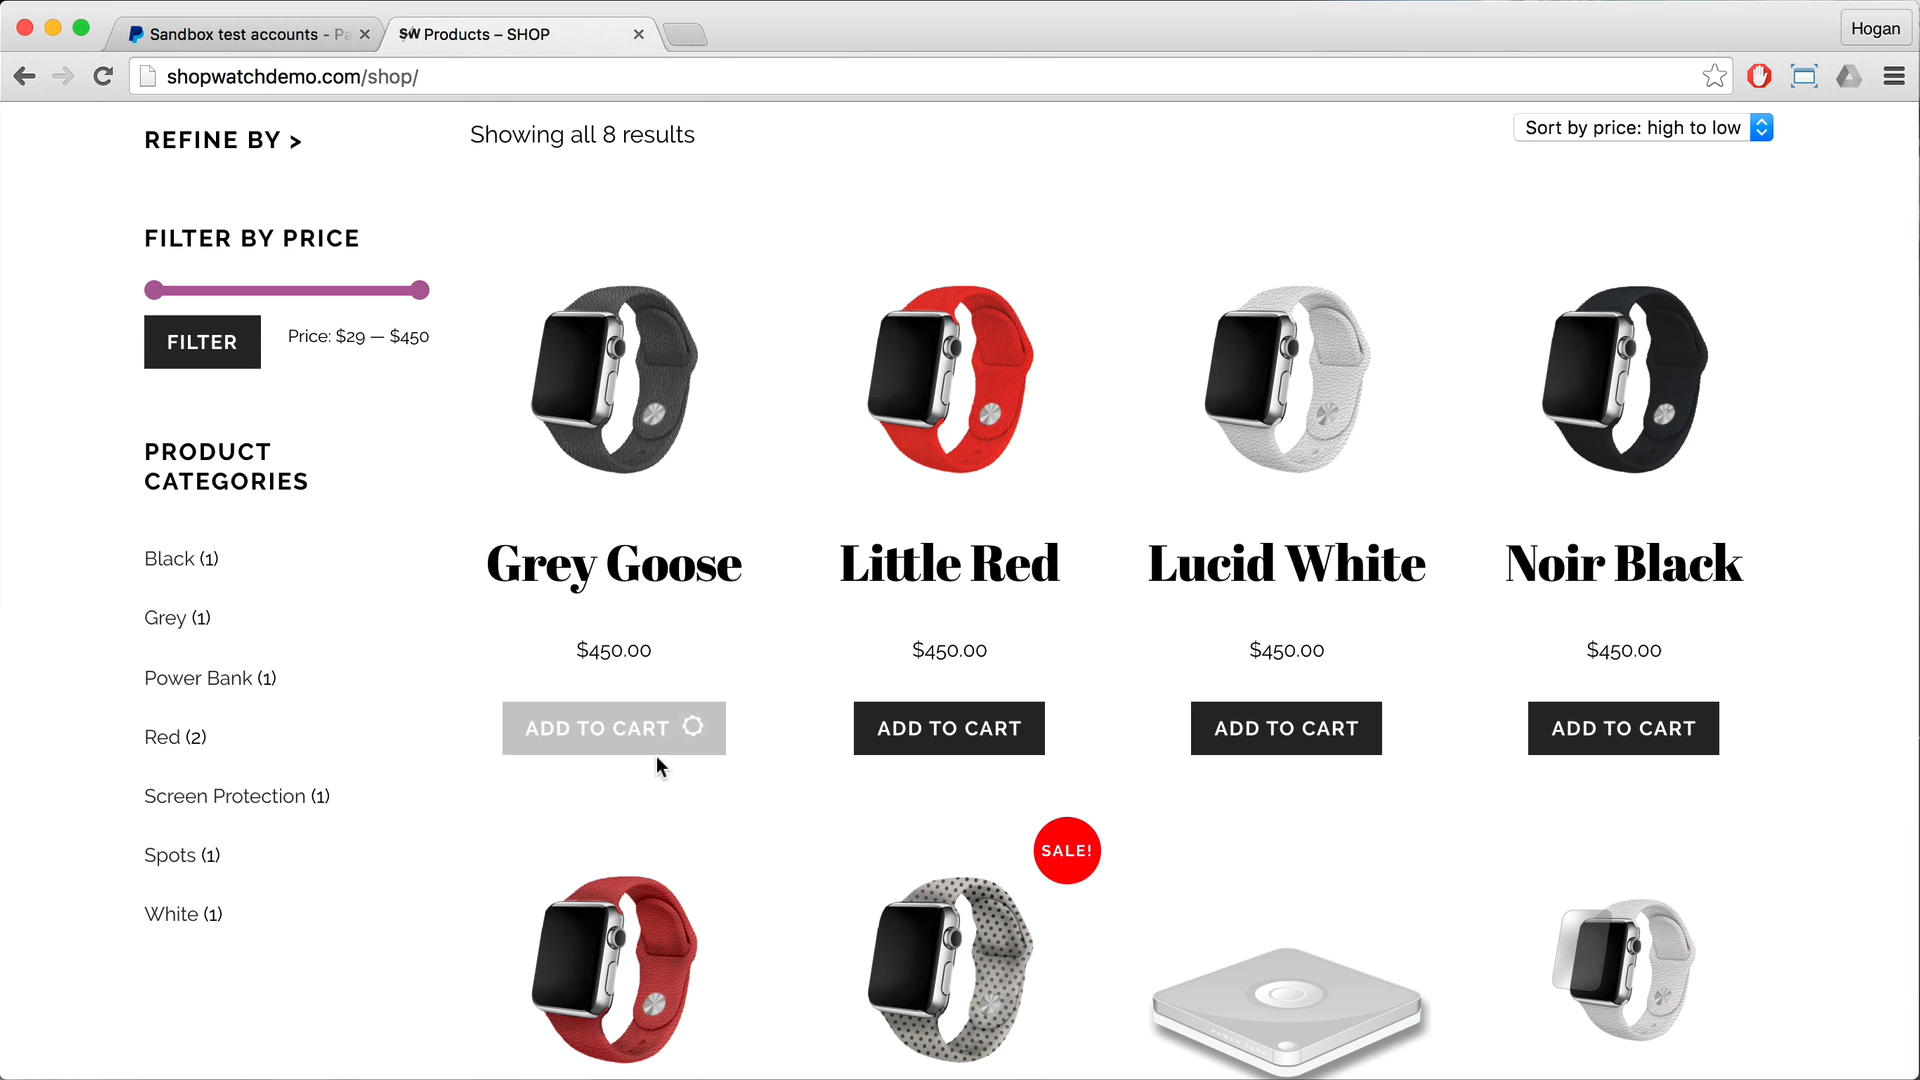 Sandbox test accounts - Pa
SW Products – SHOP
Hogan
shopwatchdemo.com/shop/
REFINE BY >
Showing all 8 results
Sort by price: high to low
FILTER BY PRICE
FILTER
Price: $29 — $450
PRODUCT
CATEGORIES
Black (1)
Grey (1)
Power Bank (1)
Red (2)
Screen Protection (1)
Spots (1)
White (1)
Grey Goose
Little Red
Lucid White
Noir Black
$450.00
$450.00
$450.00
$450.00
ADD TO CART
ADD TO CART
ADD TO CART
ADD TO CART
SALE!
POWER BANK